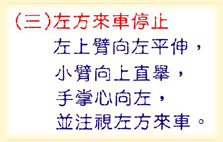 (三)左方來車停止
左上臂向左平伸，
小臂向上直舉，
手掌心向左，
並注視左方來車。